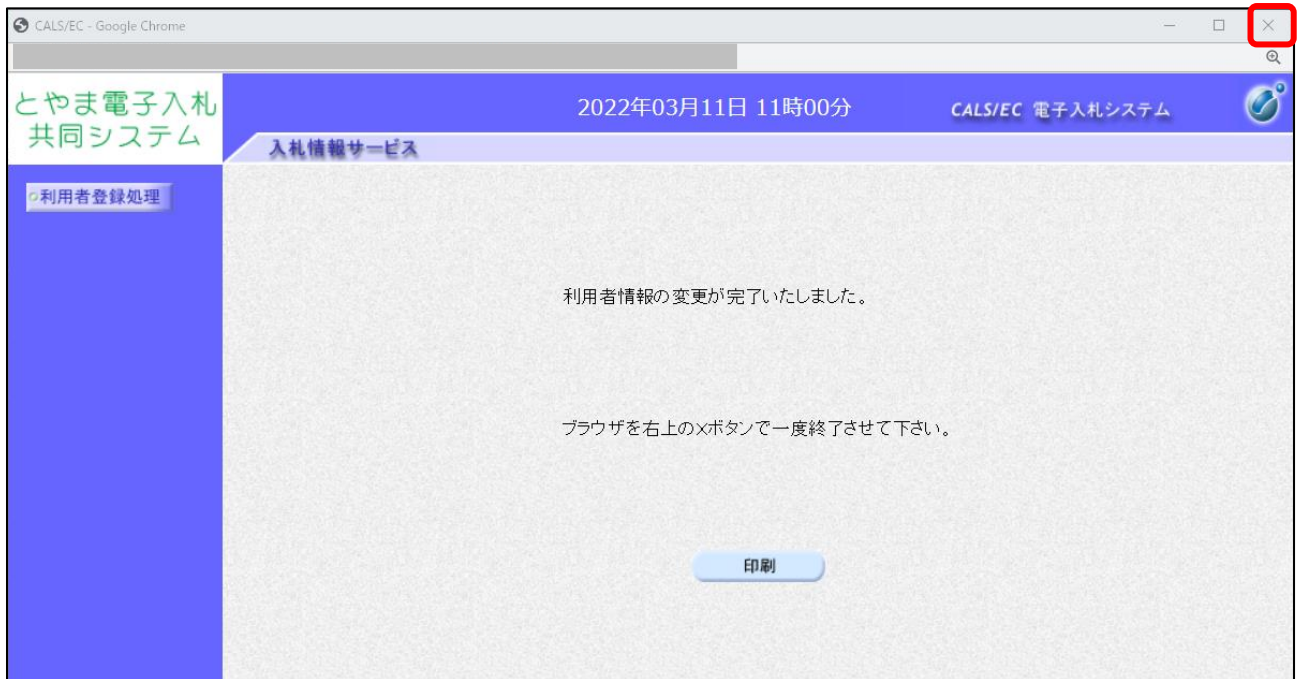 CALS/EC - Google Chrome
とやま電子入札
共同システム
2022年03月11日 11時00分
CALS/EC 電子入札システム
入札情報サービス
利用者登録処理
利用者情報の変更が完了いたしました。
ブラウザを右上の×ボタンで一度終了させて下さい。
印刷